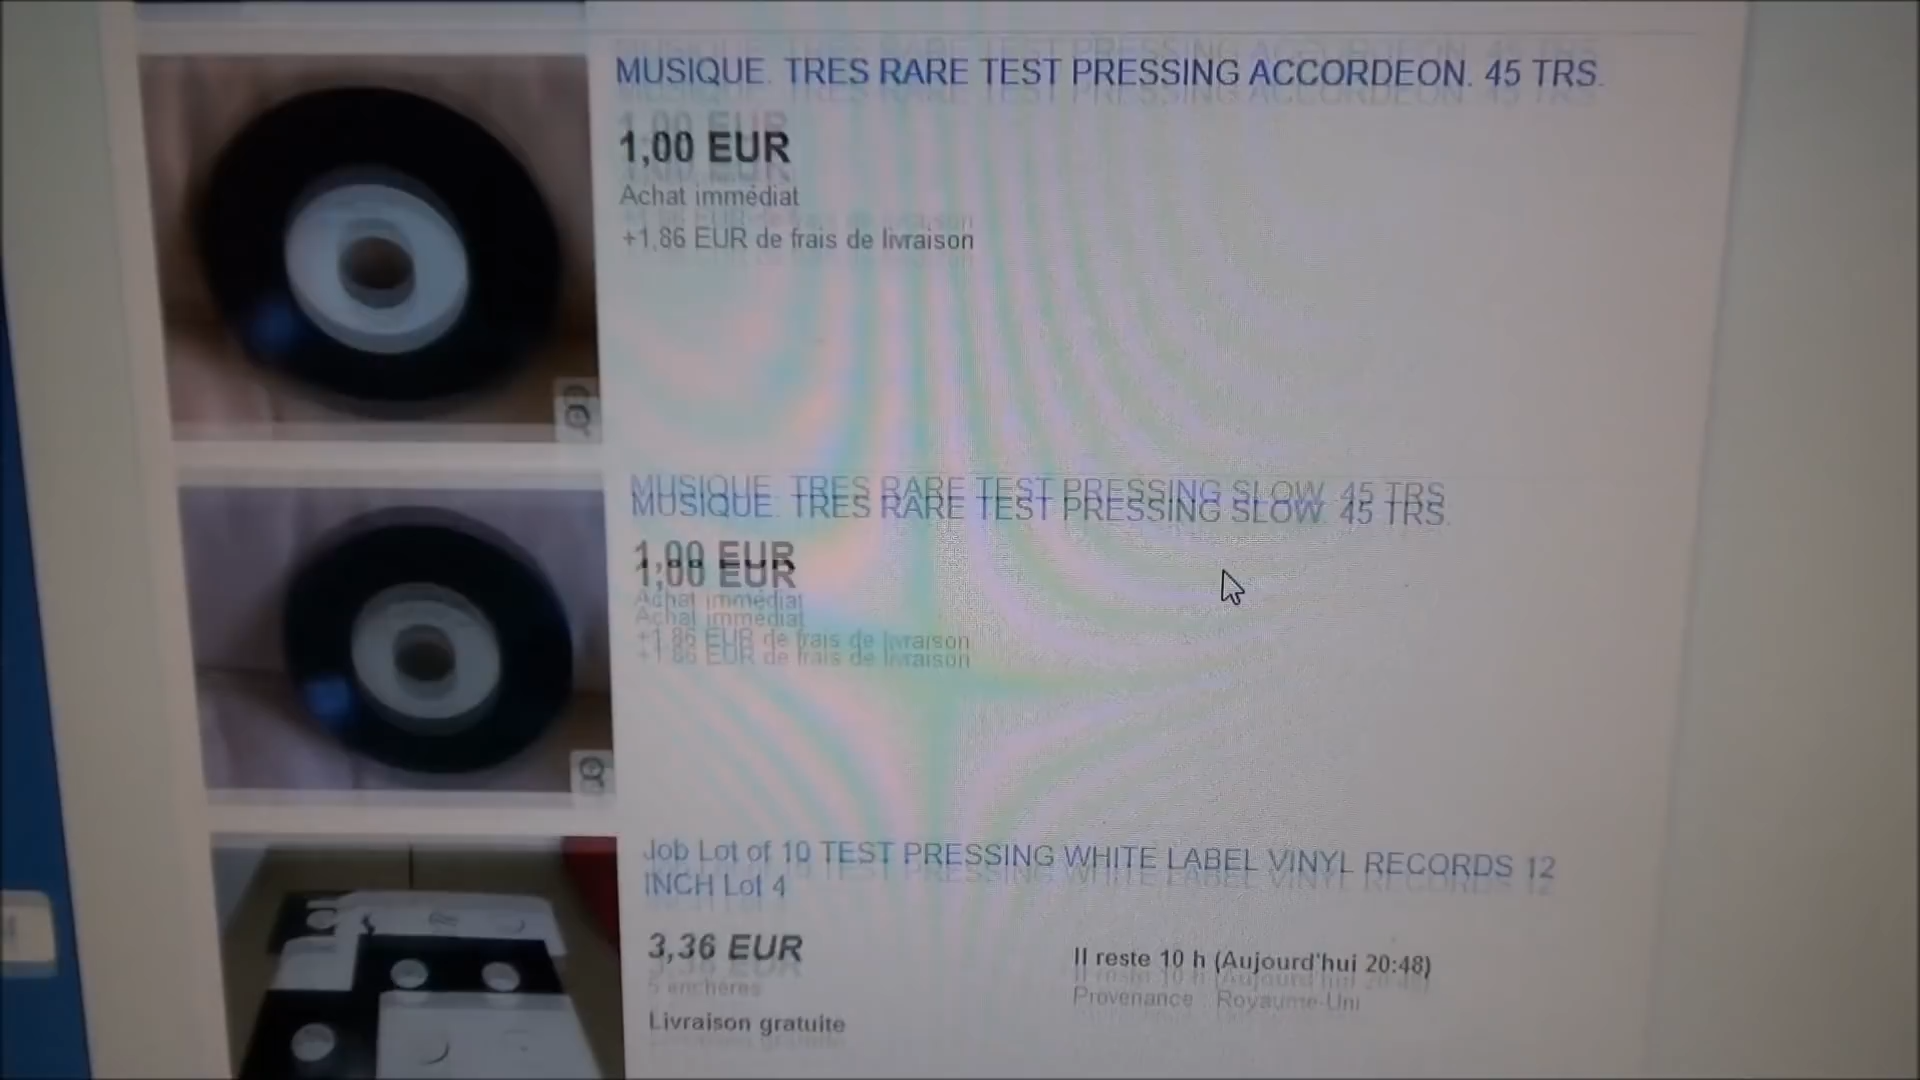 MUSIQUE. TRES RARE TEST PRESSING ACCORDEON. 45 TRS.
1,00 EUR
Achat immédiat
+1,86 EUR de frais de livraison
MUSIQUE. TRES RARE TEST PRESSING SLOW. 45 TRS.
1,00 EUR
Achat immédiat
+1,86 EUR de frais de livraison
Job Lot of 10 TEST PRESSING WHITE LABEL VINYL RECORDS 12
INCH Lot 4
3,36 EUR
Il reste 10 h (Aujourd'hui 20:48)
5 enchères
Provenance : Royaume-Uni
Livraison gratuite